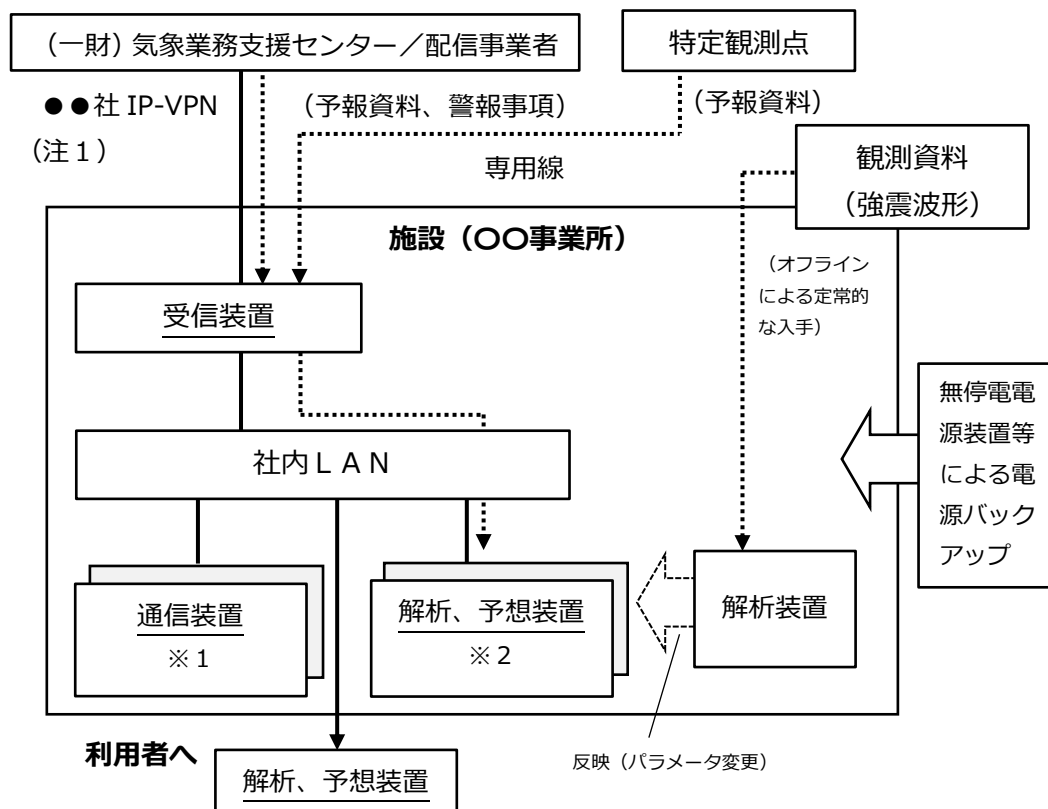 (一財)気象業務支援センター／配信事業者
特定観測点
●●社 IP-VPN
(注１)
(予報資料、警報事項)
(予報資料)
専用線
観測資料
(強震波形)
施設（〇〇事業所）
(オフライン
による定常的
な入手)
受信装置
無停電電
源装置等
による電
源バック
アップ
社内ＬＡＮ
通信装置
※１
解析、予想装置
※２
解析装置
利用者へ
反映（パラメータ変更）
解析、予想装置